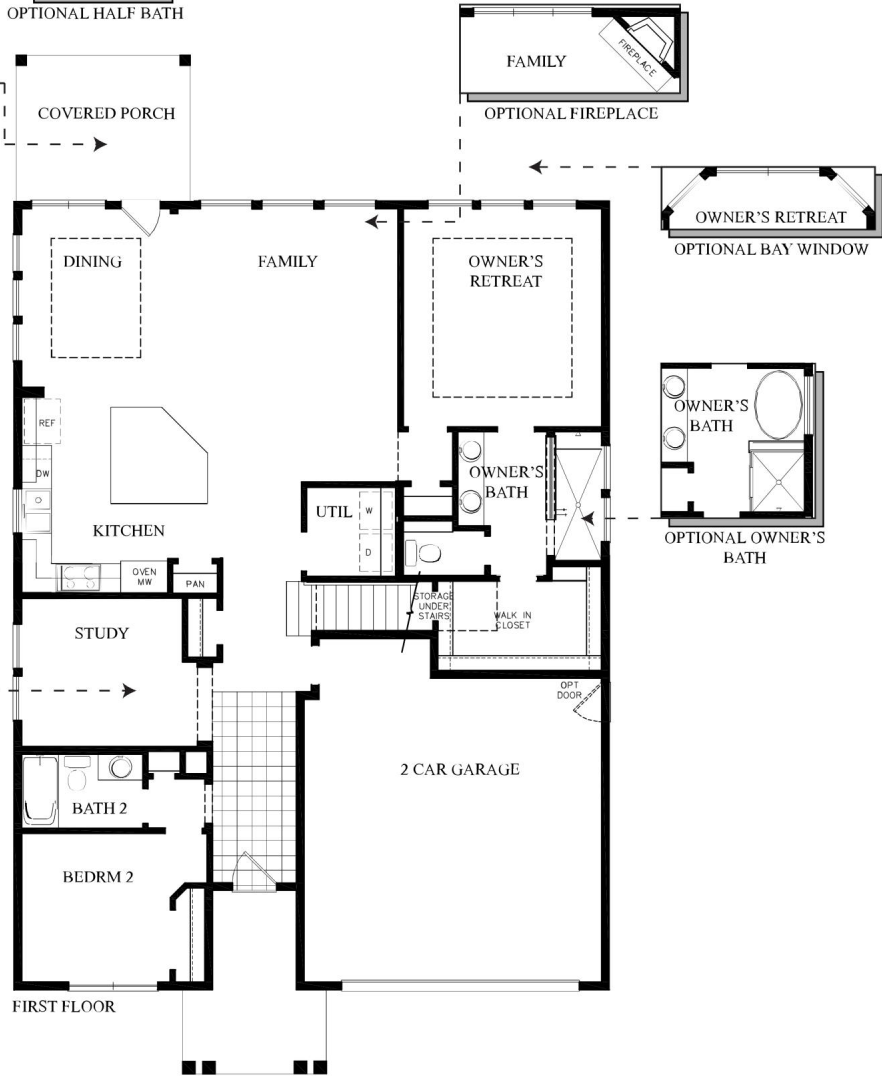 OPTIONAL HALF BATH
FAMILY
FIREPLACE
OPTIONAL FIREPLACE
COVERED PORCH
OWNER'S RETREAT
OPTIONAL BAY WINDOW
DINING
FAMILY
OWNER'S
RETREAT
OWNER'S
BATH
OPTIONAL OWNER'S
BATH
REF
DW
KITCHEN
OVEN
MW
PAN
UTIL
W
D
OWNER'S
BATH
STORAGE
UNDER
STAIRS
WALK IN
CLOSET
STUDY
OPT
DOOR
2 CAR GARAGE
BATH 2
BEDRM 2
FIRST FLOOR